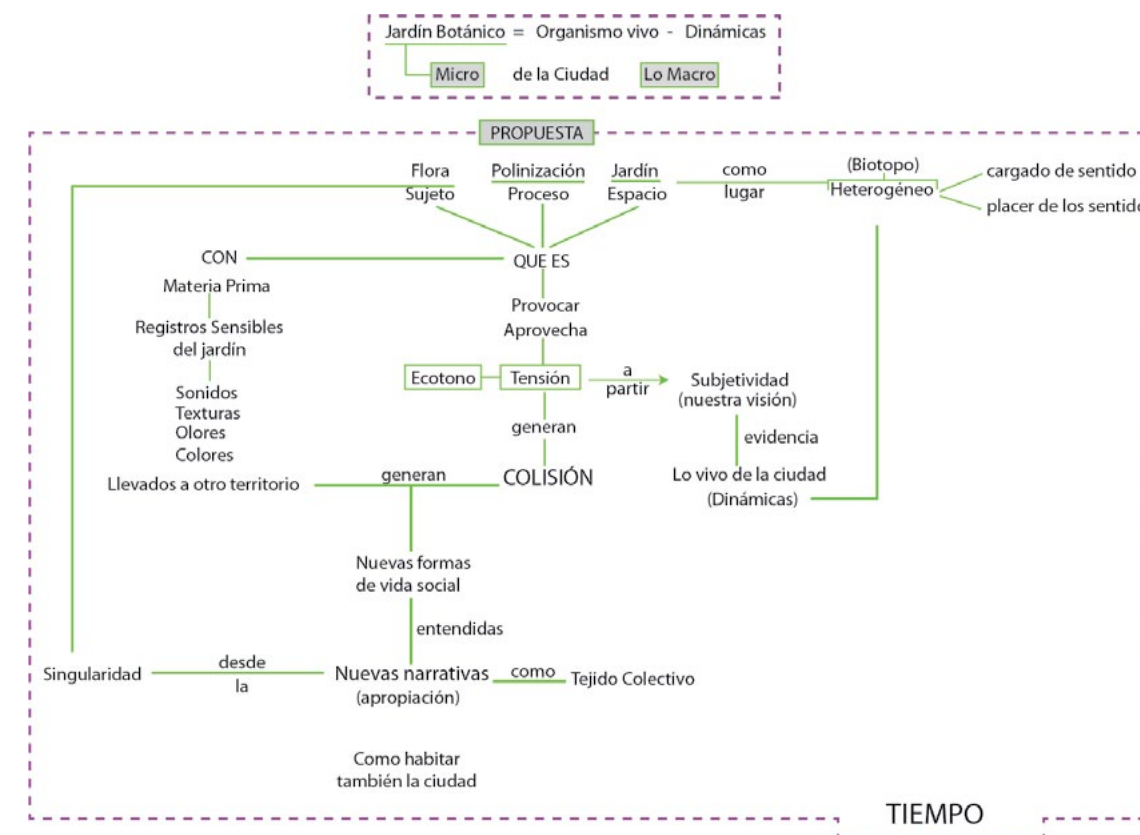 Jardín Botánico = Organismo vivo - Dinámicas
Micro de la Ciudad Lo Macro
PROPUESTA
Flora
Sujeto
Polinización
Proceso
Jardín
Espacio
como
lugar
(Biotopo)
Heterogéneo
cargado de sentido
placer de los sentido
CON
QUE ES
Materia Prima
Registros Sensibles
del jardín
Sonidos
Texturas
Olores
Colores
Llevados a otro territorio
Provocar
Aprovecha
Ecotono
Tensión
a
partir
Subjetividad
(nuestra visión)
evidencia
Lo vivo de la ciudad
(Dinámicas)
generan
COLISIÓN
generan
Nuevas formas
de vida social
entendidas
Singularidad
desde
la
Nuevas narrativas
(apropiación)
como
Tejido Colectivo
Como habitar
también la ciudad
TIEMPO